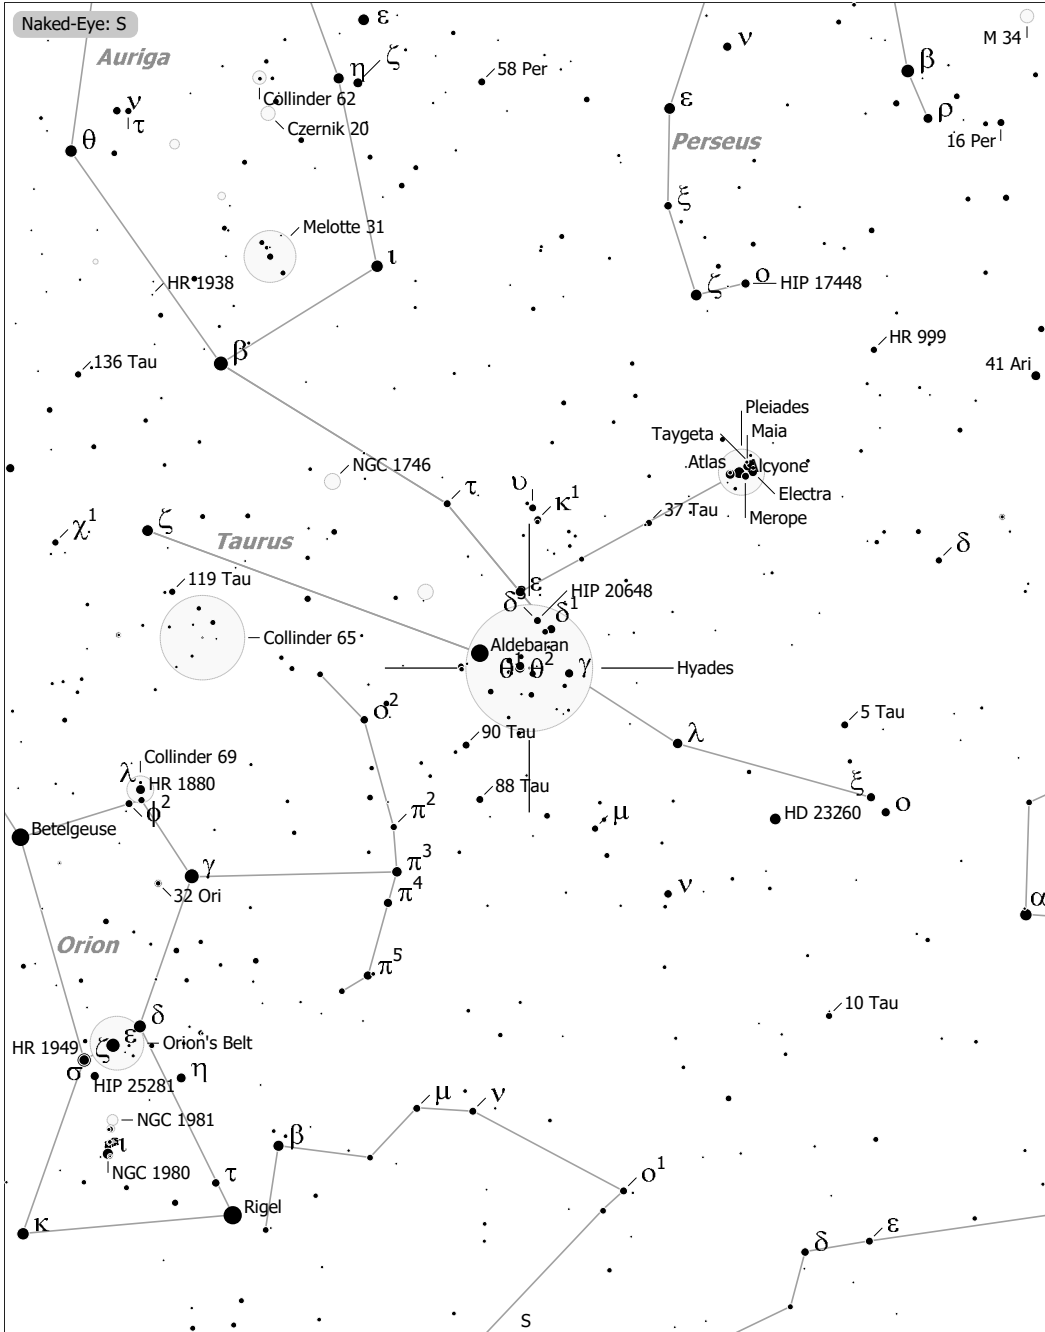 Naked-Eye: S
ε
ν
M 34
Auriga
η
ζ
58 Per
β
Collinder 62
ν
τ
Czernik 20
ε
ρ
θ
Perseus
16 Per
ξ
Melotte 31
ι
HR 1938
ζ
ο
HIP 17448
β
HR 999
136 Tau
41 Ari
Pleiades
Taygeta
Maia
NGC 1746
Atlas
Alcyone
τ
υ
Electra
κ1
37 Tau
Merope
χ1
ζ
Taurus
δ
119 Tau
ε
HIP 20648
δ3
δ1
Collinder 65
Aldebaran
θ1
θ2
γ
Hyades
ο2
5 Tau
90 Tau
λ
Collinder 69
λ
HR 1880
88 Tau
ξ
φ2
π2
μ
ο
Betelgeuse
HD 23260
γ
π3
32 Ori
π4
ν
α
Orion
π5
10 Tau
δ
HR 1949
ζ
ε
Orion's Belt
σ
HIP 25281
η
μ
ν
NGC 1981
β
ι
NGC 1980
τ
ο1
Rigel
κ
δ
ε
S